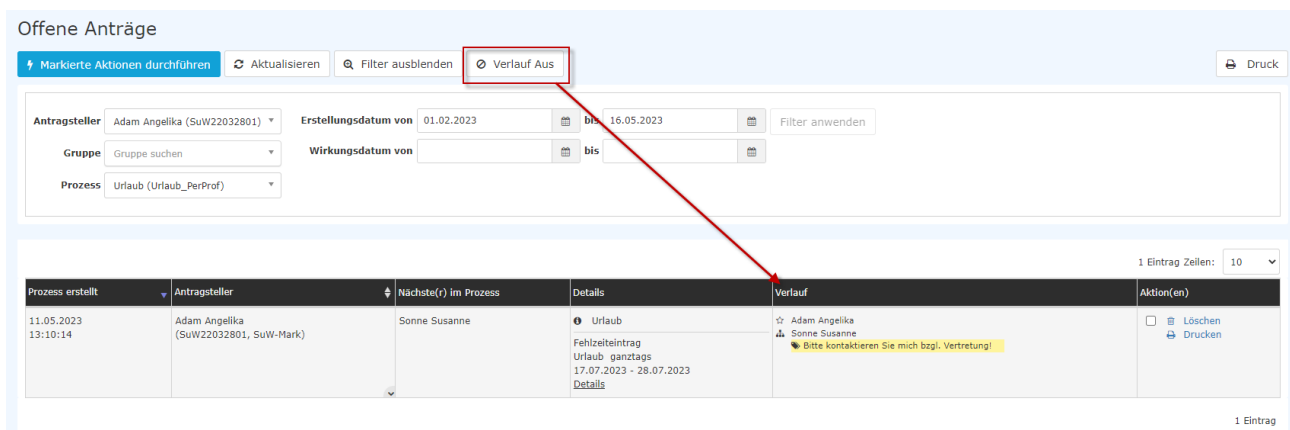 Offene Anträge
Markierte Aktionen durchführen Aktualisieren Filter ausblenden Verlauf Aus Druck
Antragsteller Adam Angelika (SuW22032801) Erstellungsdatum von 01.02.2023 bis 16.05.2023 Filter anwenden
Gruppe Gruppe suchen Wirkungsdatum von bis
Prozess Urlaub (Urlaub_PerProf)
1 Eintrag Zeilen: 10
Prozess erstellt Antragsteller Nächste(r) im Prozess Details Verlauf Aktion(en)
11.05.2023
13:10:14
Adam Angelika
(SuW22032801, SuW-Mark)
Sonne Susanne
Urlaub
Fehlzeiteintrag
Urlaub ganztags
17.07.2023 - 28.07.2023
Details
Adam Angelika
Sonne Susanne
Bitte kontaktieren Sie mich bzgl. Vertretung!
Löschen
Drucken
1 Eintrag